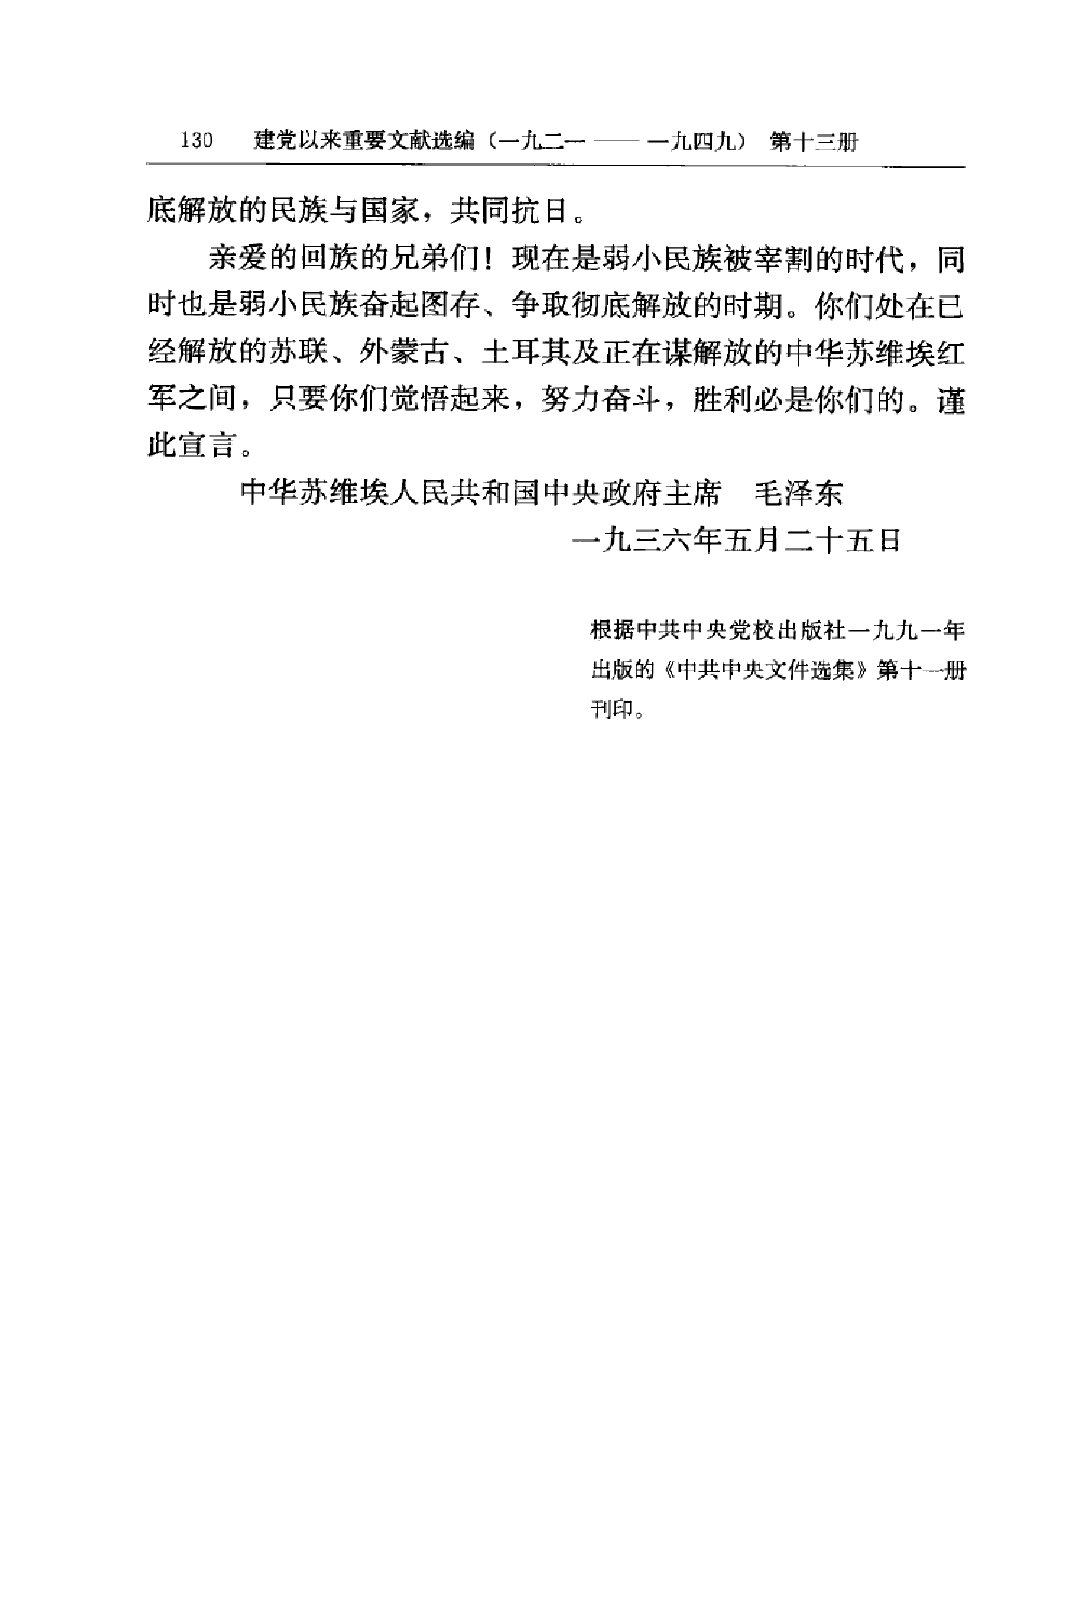 130 建党以来重要文献选编（一九二一——一九四九） 第十三册
底解放的民族与国家，共同抗日。
亲爱的回族的兄弟们！现在是弱小民族被宰割的时代，同
时也是弱小民族奋起图存、争取彻底解放的时期。你们处在已
经解放的苏联、外蒙古、土耳其及正在谋解放的中华苏维埃红
军之间，只要你们觉悟起来，努力奋斗，胜利必是你们的。谨
此宣言。
中华苏维埃人民共和国中央政府主席 毛泽东
一九三六年五月二十五日
根据中共中央党校出版社一九九一年
出版的《中共中央文件选集》第十一册
刊印。